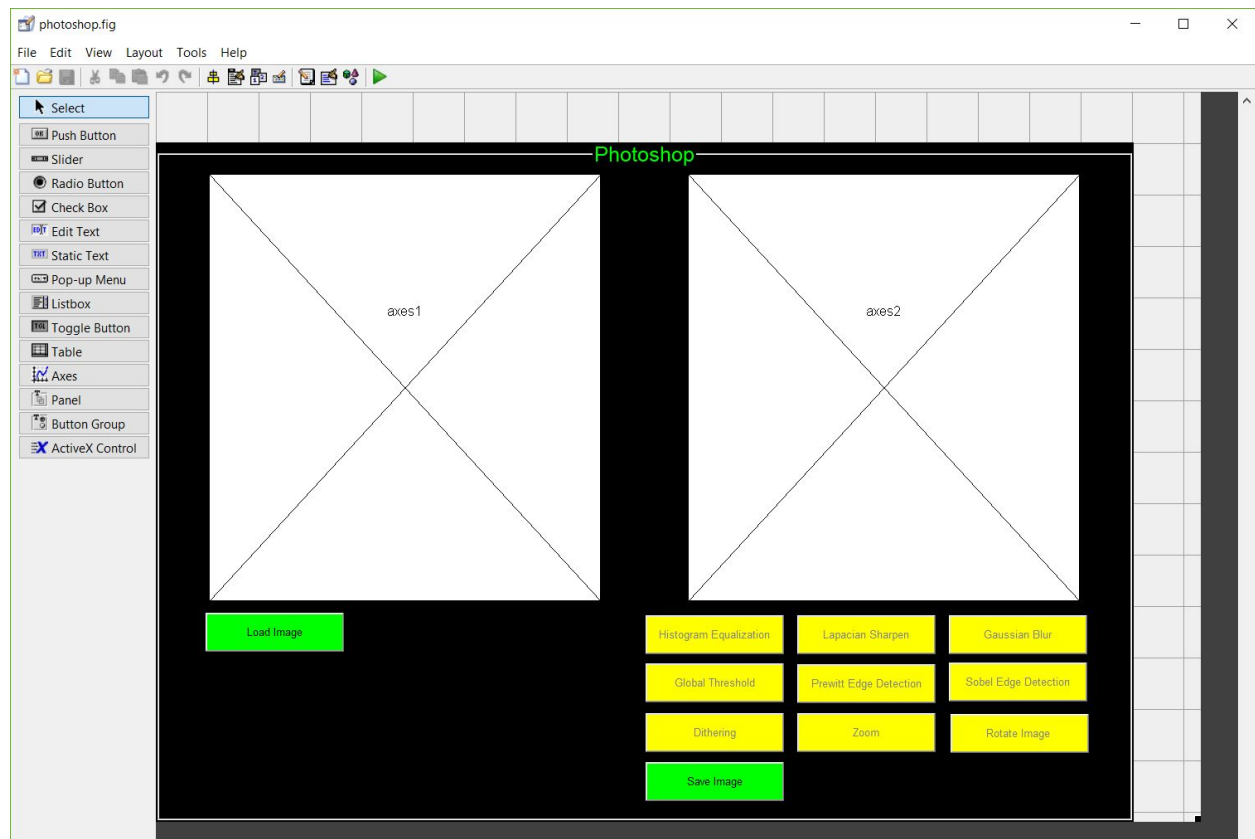 photoshop.fig
File Edit View Layout Tools Help
Select
Push Button
Slider
Radio Button
Check Box
Edit Text
Static Text
Pop-up Menu
Listbox
Toggle Button
Table
Axes
Panel
Button Group
ActiveX Control
Photoshop
axes1
axes2
Load Image
Histogram Equalization
Lapacian Sharpen
Gaussian Blur
Global Threshold
Prewitt Edge Detection
Sobel Edge Detection
Dithering
Zoom
Rotate Image
Save Image